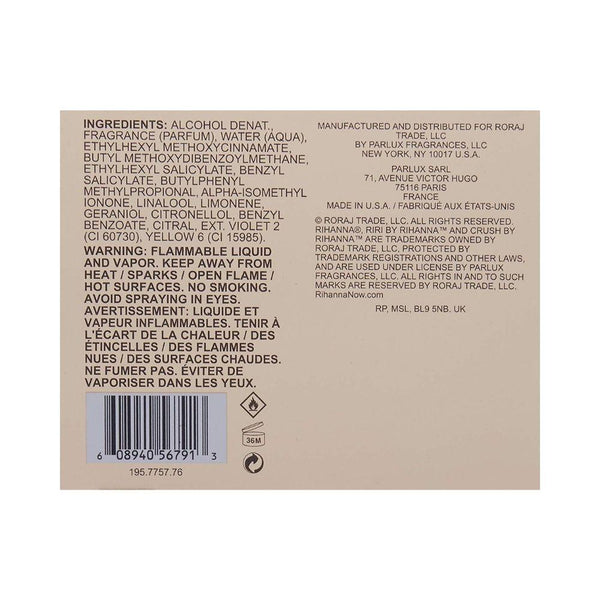 INGREDIENTS: ALCOHOL DENAT.,
FRAGRANCE (PARFUM), WATER (AQUA),
ETHYLHEXYL METHOXYCINNAMATE,
BUTYL METHOXYDIBENZOYLMETHANE,
ETHYLHEXYL SALICYLATE, BENZYL
SALICYLATE, BUTYLPHENYL
METHYLPROPIONAL, ALPHA-ISOMETHYL
IONONE, LINALOOL, LIMONENE,
GERANIOL, CITRONELLOL, BENZYL
BENZOATE, CITRAL, EXT. VIOLET 2
(CI 60730), YELLOW 6 (CI 15985).
WARNING: FLAMMABLE LIQUID
AND VAPOR. KEEP AWAY FROM
HEAT / SPARKS / OPEN FLAME /
HOT SURFACES. NO SMOKING.
AVOID SPRAYING IN EYES.
AVERTISSEMENT: LIQUIDE ET
VAPEUR INFLAMMABLES. TENIR À
L'ÉCART DE LA CHALEUR / DES
ÉTINCELLES / DES FLAMMES
NUES / DES SURFACES CHAUDES.
NE FUMER PAS. ÉVITER DE
VAPORISER DANS LES YEUX.
6 08940 56791 3
195.7757.76
36M
MANUFACTURED AND DISTRIBUTED FOR RORAJ
TRADE, LLC
BY PARLUX FRAGRANCES, LLC
NEW YORK, NY 10017 U.S.A.
PARLUX SARL
71, AVENUE VICTOR HUGO
75116 PARIS
FRANCE
MADE IN U.S.A. / FABRIQUÉ AUX ÉTATS-UNIS
© RORAJ TRADE, LLC. ALL RIGHTS RESERVED.
RIHANNA®, RIRI BY RIHANNA™ AND CRUSH BY
RIHANNA™ ARE TRADEMARKS OWNED BY
RORAJ TRADE, LLC, PROTECTED BY
TRADEMARK REGISTRATIONS AND OTHER LAWS,
AND ARE USED UNDER LICENSE BY PARLUX
FRAGRANCES, LLC. ALL RIGHTS IN AND TO SUCH
MARKS ARE RESERVED BY RORAJ TRADE, LLC.
RihannaNow.com
RP, MSL, BL9 5NB. UK